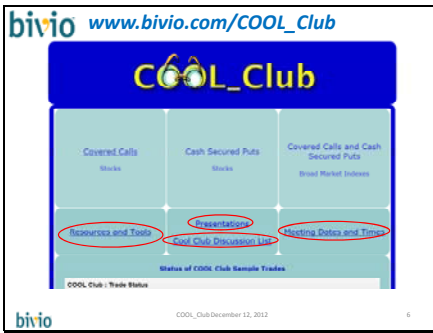 bivio www.bivio.com/COOL_Club
COOL_Club
Covered Calls
Stocks
Cash Secured Puts
Stocks
Covered Calls and Cash
Secured Puts
Broad Market Indexes
Resources and Tools
Presentations
Cool Club Discussion List
Meeting Dates and Times
Status of COOL Club Sample Trades
COOL Club : Trade Status
bivio
COOL_Club December 12, 2012
6